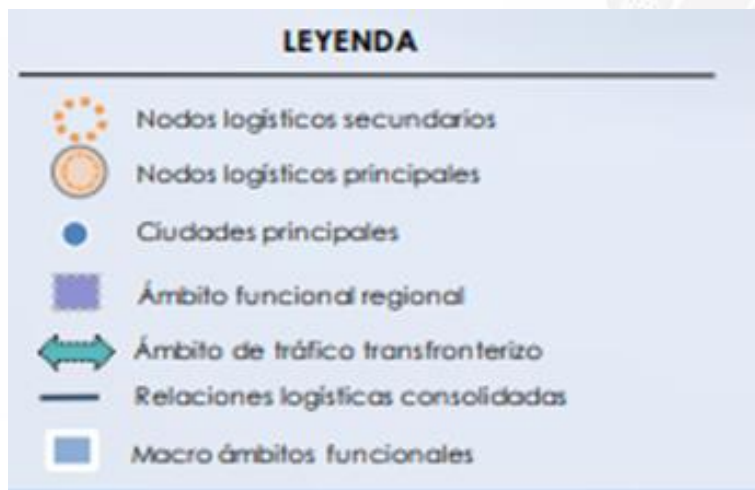 LEYENDA
Nodos logísticos secundarios
Nodos logísticos principales
Ciudades principales
Ámbito funcional regional
Ámbito de tráfico transfronterizo
Relaciones logísticas consolidadas
Macro ámbitos funcionales